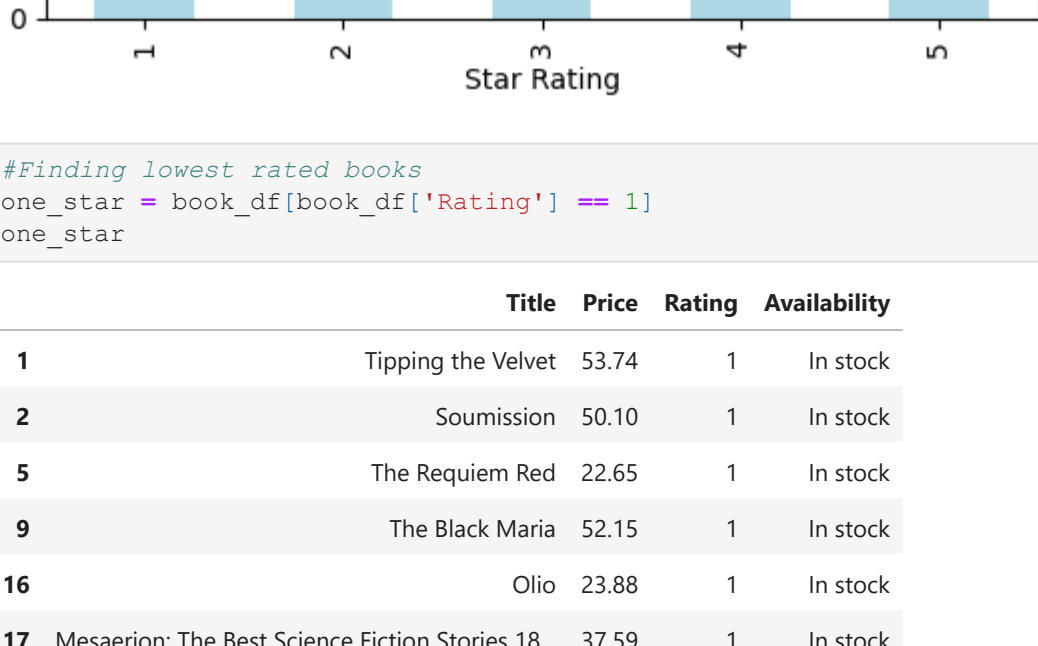 0
1 2 3 4 5
Star Rating
#Finding lowest rated books
one_star = book_df[book_df['Rating'] == 1]
one_star
Title Price Rating Availability
1 Tipping the Velvet 53.74 1 In stock
2 Soumission 50.10 1 In stock
5 The Requiem Red 22.65 1 In stock
9 The Black Maria 52.15 1 In stock
16 Olio 23.88 1 In stock
17 Mesaerion: The Best Science Fiction Stories 18... 37.59 1 In stock